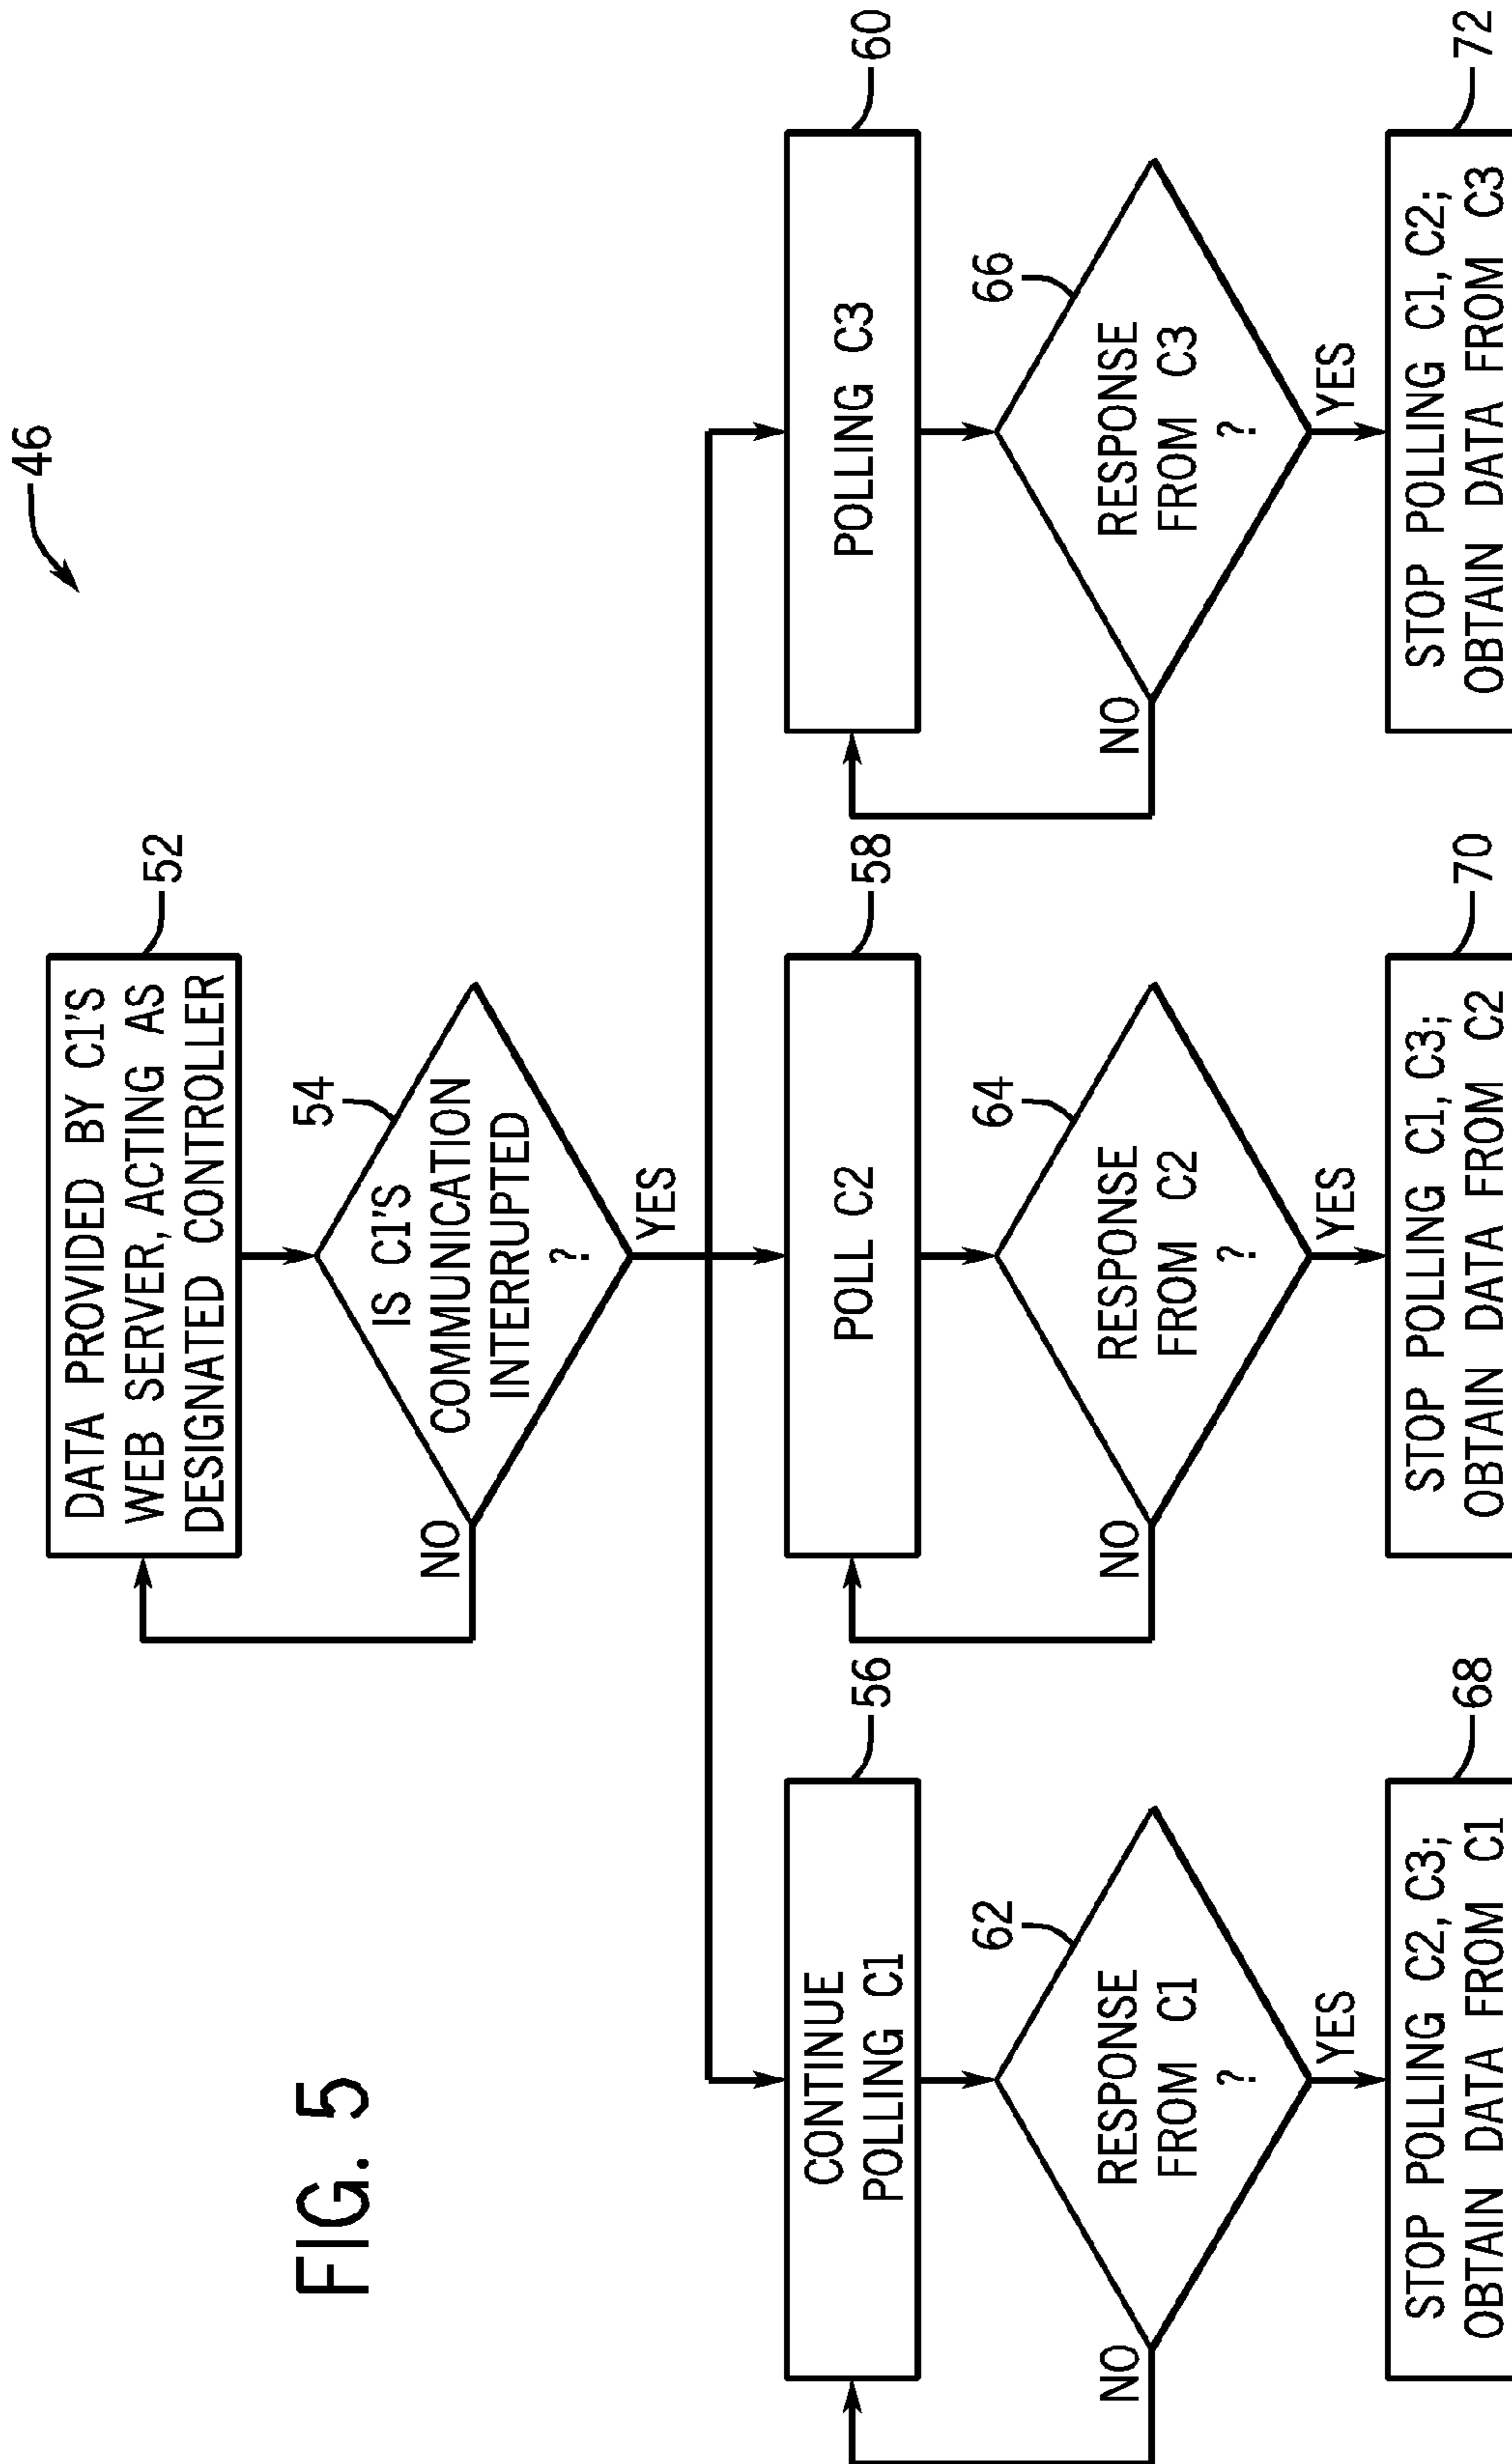 FIG. 5
46
DATA PROVIDED BY C1'S
WEB SERVER, ACTING AS
DESIGNATED CONTROLLER
52
IS C1'S
COMMUNICATION
INTERRUPTED
?
54
NO
YES
CONTINUE
POLLING C1
56
POLL C2
58
POLLING C3
60
RESPONSE
FROM C1
?
62
NO
YES
RESPONSE
FROM C2
?
64
NO
YES
RESPONSE
FROM C3
?
66
NO
YES
STOP POLLING C2, C3;
OBTAIN DATA FROM C1
68
STOP POLLING C1, C3;
OBTAIN DATA FROM C2
70
STOP POLLING C1, C2;
OBTAIN DATA FROM C3
72